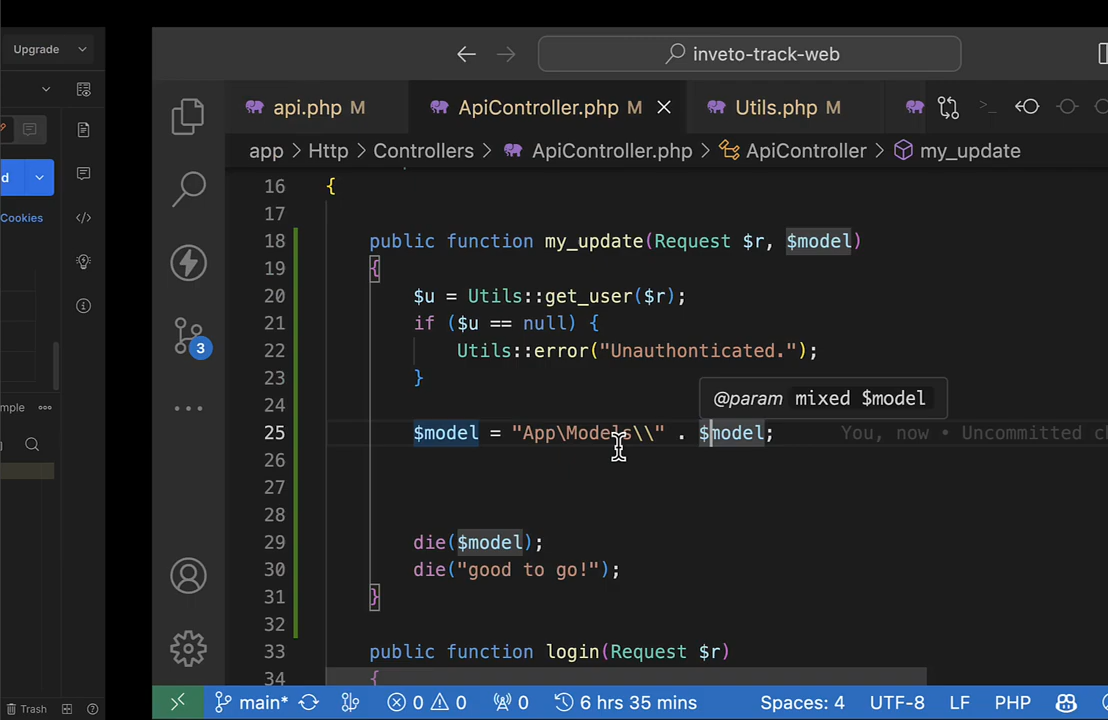 Upgrade
d
Cookies
mple
Trash
inveto-track-web
api.php M
ApiController.php M
Utils.php M
app > Http > Controllers > ApiController.php > ApiController > my_update
16 {
17
18 public function my_update(Request $r, $model)
19 {
20 $u = Utils::get_user($r);
21 if ($u == null) {
22 Utils::error("Unauthonticated.");
23 }
24
@param mixed $model
25 $model = "App\Models\\" . $model; You, now • Uncommitted ch
26
27
28
29 die($model);
30 die("good to go!");
31 }
32
33 public function login(Request $r)
34 {
3
main* 0 0 0 6 hrs 35 mins Spaces: 4 UTF-8 LF PHP